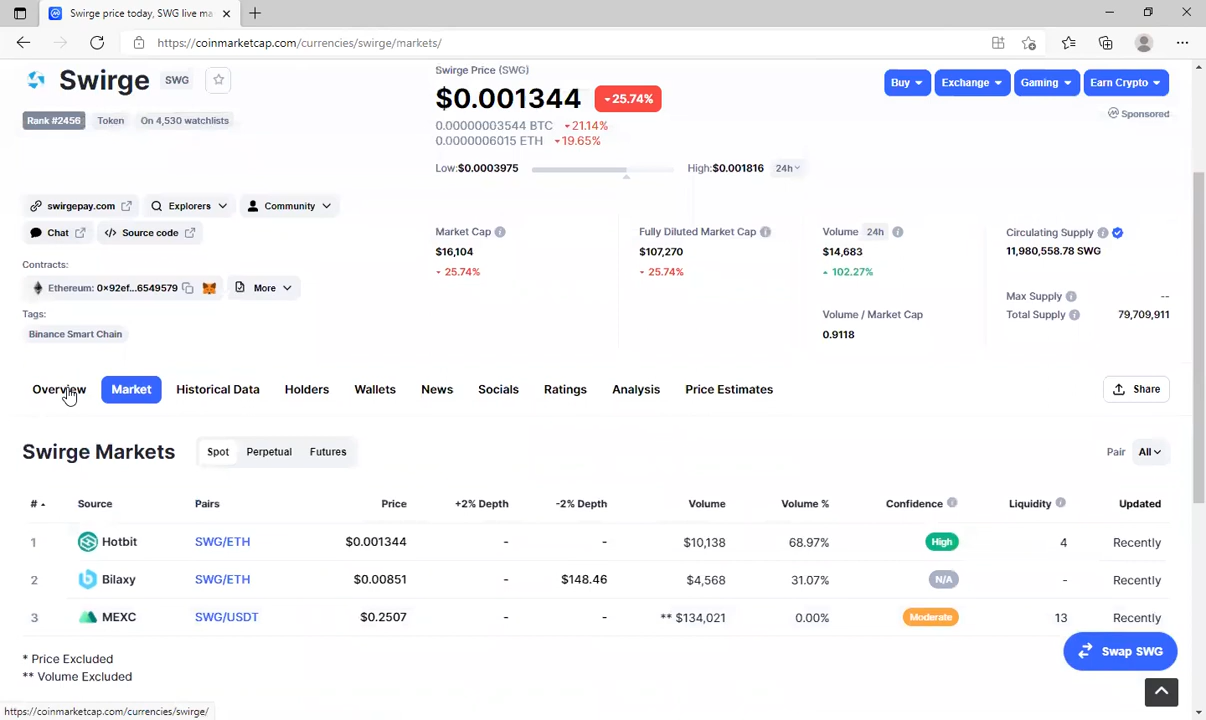 Swirge price today, SWG live ma
https://coinmarketcap.com/currencies/swirge/markets/
Swirge SWG
Rank #2456 Token On 4,530 watchlists
Swirge Price (SWG)
$0.001344 25.74%
0.00000003544 BTC 21.14%
0.0000006015 ETH 19.65%
Low:$0.0003975 High:$0.001816 24h
Buy Exchange Gaming Earn Crypto
Sponsored
swirgepay.com Explorers Community
Chat Source code
Contracts:
Ethereum: 0x92ef...6549579 More
Tags:
Binance Smart Chain
Market Cap
$16,104
25.74%
Fully Diluted Market Cap
$107,270
25.74%
Volume 24h
$14,683
102.27%
Volume / Market Cap
0.9118
Circulating Supply
11,980,558.78 SWG
Max Supply --
Total Supply 79,709,911
Overview Market Historical Data Holders Wallets News Socials Ratings Analysis Price Estimates Share
Swirge Markets Spot Perpetual Futures Pair All
# Source Pairs Price +2% Depth -2% Depth Volume Volume % Confidence Liquidity Updated
1 Hotbit SWG/ETH $0.001344 - - $10,138 68.97% High 4 Recently
2 Bilaxy SWG/ETH $0.00851 - $148.46 $4,568 31.07% N/A - Recently
3 MEXC SWG/USDT $0.2507 - - ** $134,021 0.00% Moderate 13 Recently
* Price Excluded
** Volume Excluded
Swap SWG
https://coinmarketcap.com/currencies/swirge/